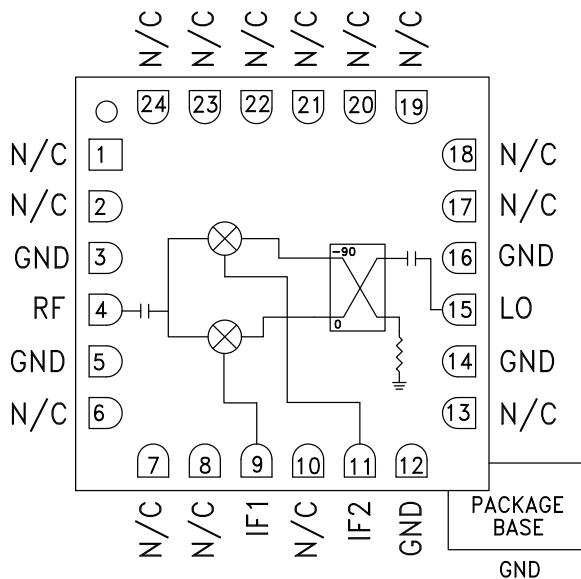 N/C N/C N/C N/C N/C N/C
24 23 22 21 20 19
N/C 1 18 N/C
N/C 2 17 N/C
GND 3 -90 16 GND
RF 4 15 LO
0
GND 5 14 GND
N/C 6 13 N/C
7 8 9 10 11 12
N/C N/C IF1 N/C IF2 GND
PACKAGE
BASE
GND